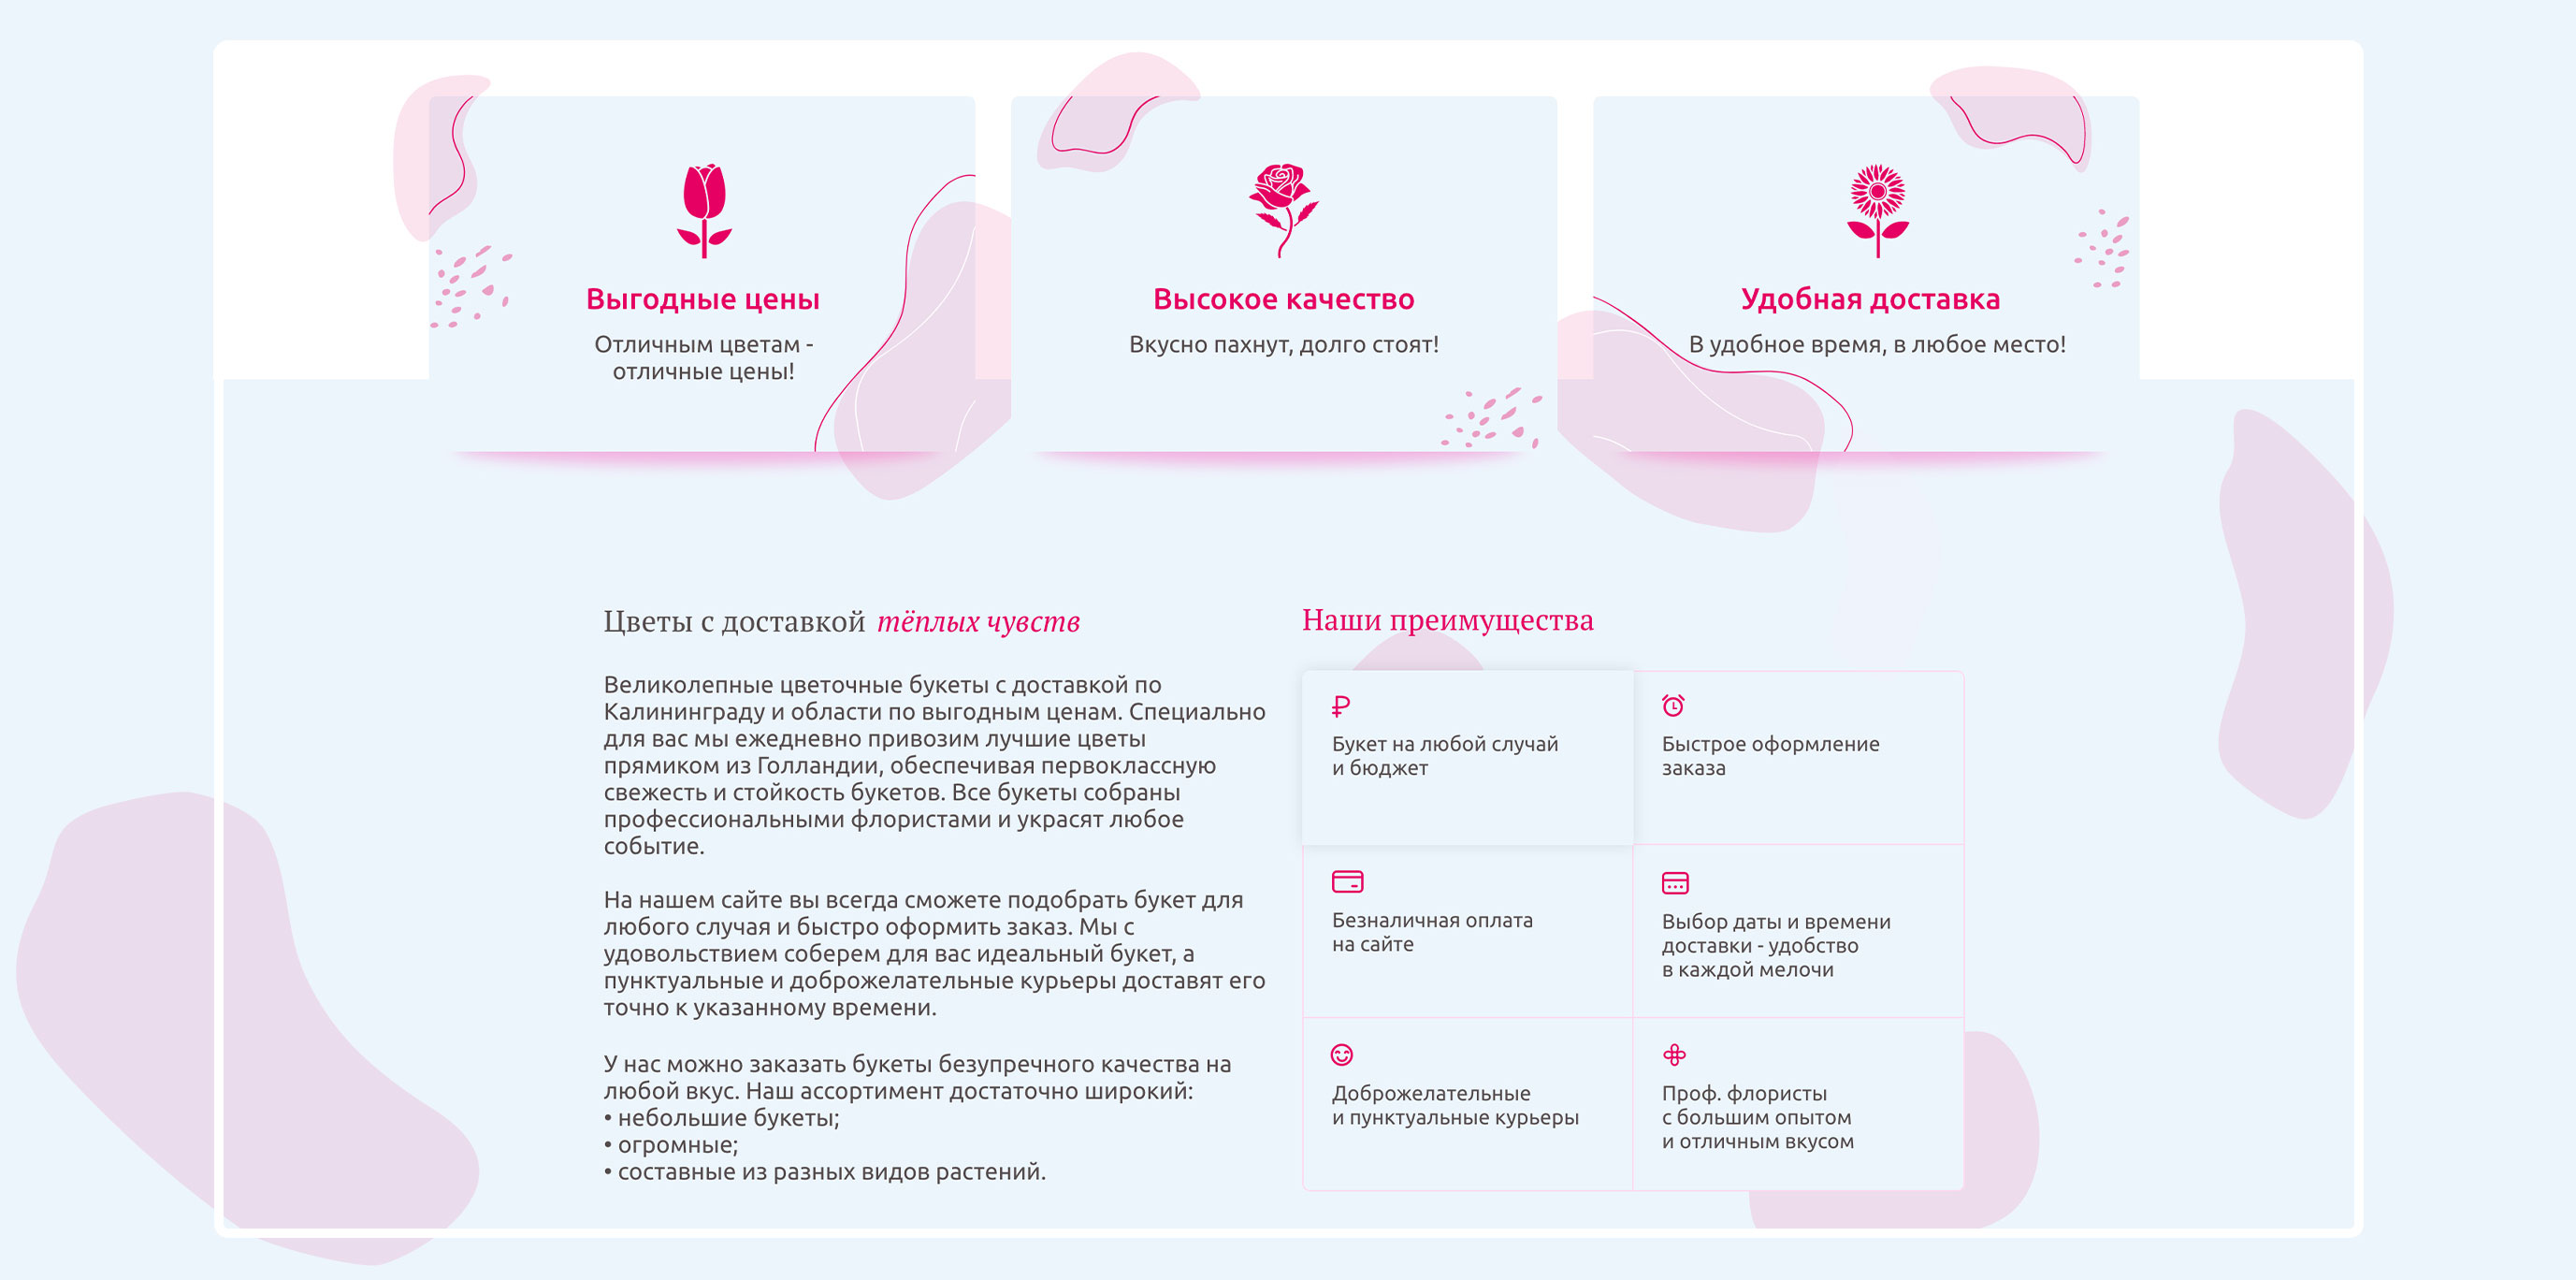 Выгодные цены
Отличным цветам -
отличные цены!
Высокое качество
Вкусно пахнут, долго стоят!
Удобная доставка
В удобное время, в любое место!
Цветы с доставкой тёплых чувств
Великолепные цветочные букеты с доставкой по
Калининграду и области по выгодным ценам. Специально
для вас мы ежедневно привозим лучшие цветы
прямиком из Голландии, обеспечивая первоклассную
свежесть и стойкость букетов. Все букеты собраны
профессиональными флористами и украсят любое
событие.
На нашем сайте вы всегда сможете подобрать букет для
любого случая и быстро оформить заказ. Мы с
удовольствием соберем для вас идеальный букет, а
пунктуальные и доброжелательные курьеры доставят его
точно к указанному времени.
У нас можно заказать букеты безупречного качества на
любой вкус. Наш ассортимент достаточно широкий:
• небольшие букеты;
• огромные;
• составные из разных видов растений.
Наши преимущества
₽
Букет на любой случай
и бюджет
Быстрое оформление
заказа
Безналичная оплата
на сайте
Выбор даты и времени
доставки - удобство
в каждой мелочи
Доброжелательные
и пунктуальные курьеры
Проф. флористы
с большим опытом
и отличным вкусом